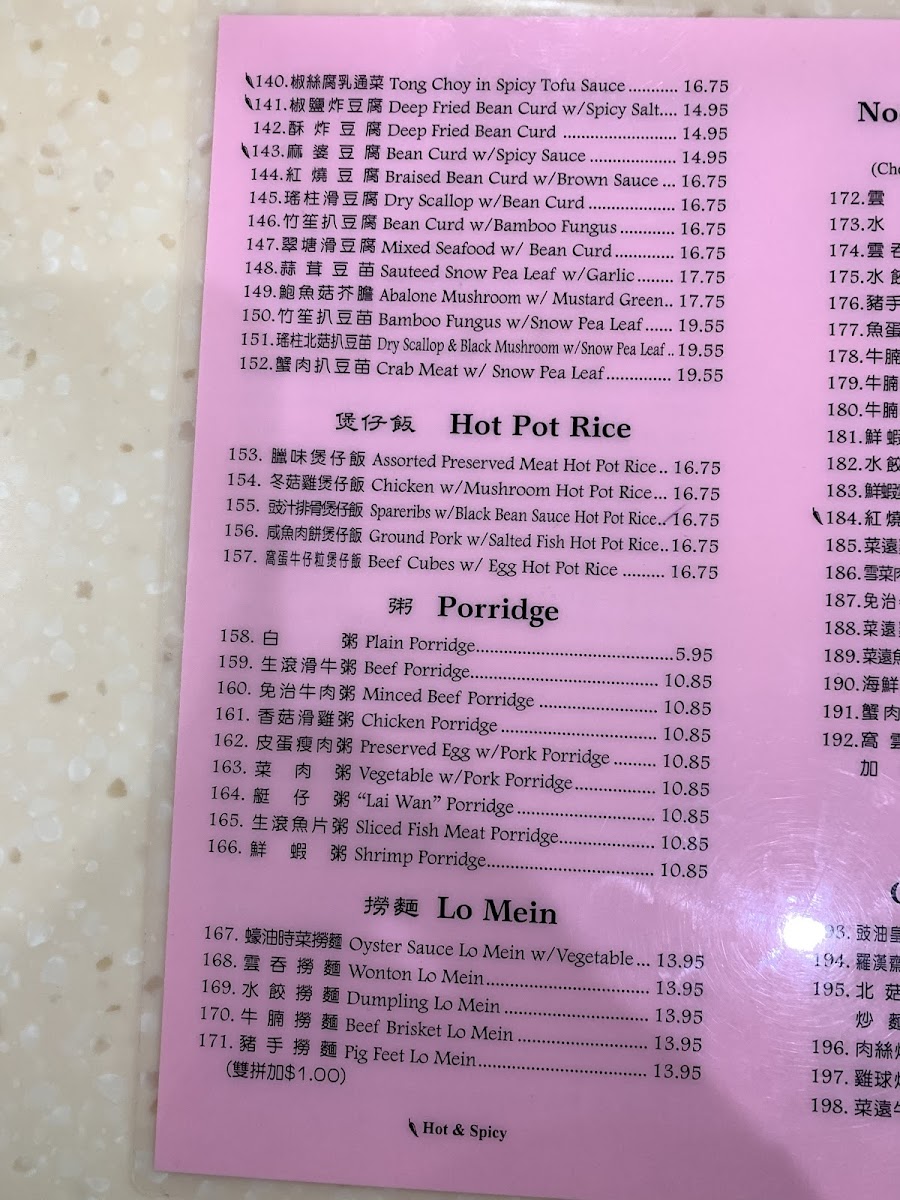 140.椒絲腐乳通菜 Tong Choy in Spicy Tofu Sauce........... 16.75
141.椒鹽炸豆腐 Deep Fried Bean Curd w/Spicy Salt.... 14.95
142.酥炸豆腐 Deep Fried Bean Curd ........................ 14.95
143.麻婆豆腐 Bean Curd w/Spicy Sauce .................. 14.95
144.紅燒豆腐 Braised Bean Curd w/Brown Sauce ... 16.75
145.瑤柱滑豆腐 Dry Scallop w/Bean Curd .................. 16.75
146.竹笙扒豆腐 Bean Curd w/Bamboo Fungus............ 16.75
147.翠塘滑豆腐 Mixed Seafood w/ Bean Curd............. 16.75
148.蒜茸豆苗 Sauteed Snow Pea Leaf w/Garlic........ 17.75
149.鮑魚菇芥膽 Abalone Mushroom w/ Mustard Green.. 17.75
150.竹笙扒豆苗 Bamboo Fungus w/Snow Pea Leaf...... 19.55
151.瑤柱北菇扒豆苗 Dry Scallop & Black Mushroom w/Snow Pea Leaf .. 19.55
152.蟹肉扒豆苗 Crab Meat w/ Snow Pea Leaf.............. 19.55
煲仔飯 Hot Pot Rice
153. 臘味煲仔飯 Assorted Preserved Meat Hot Pot Rice.. 16.75
154. 冬菇雞煲仔飯 Chicken w/Mushroom Hot Pot Rice... 16.75
155. 豉汁排骨煲仔飯 Spareribs w/Black Bean Sauce Hot Pot Rice.. 16.75
156. 咸魚肉餅煲仔飯 Ground Pork w/Salted Fish Hot Pot Rice.. 16.75
157. 窩蛋牛仔粒煲仔飯 Beef Cubes w/ Egg Hot Pot Rice ......... 16.75
粥 Porridge
158. 白粥 Plain Porridge.........................................5.95
159. 生滾滑牛粥 Beef Porridge....................................... 10.85
160. 免治牛肉粥 Minced Beef Porridge ......................... 10.85
161. 香菇滑雞粥 Chicken Porridge ................................ 10.85
162. 皮蛋瘦肉粥 Preserved Egg w/Pork Porridge ......... 10.85
163. 菜肉粥 Vegetable w/Pork Porridge................. 10.85
164. 艇仔粥 “Lai Wan” Porridge ............................. 10.85
165. 生滾魚片粥 Sliced Fish Meat Porridge.................... 10.85
166. 鮮蝦粥 Shrimp Porridge................................... 10.85
撈麵 Lo Mein
167. 蠔油時菜撈麵 Oyster Sauce Lo Mein w/Vegetable... 13.95
168. 雲吞撈麵 Wonton Lo Mein.................................. 13.95
169. 水餃撈麵 Dumpling Lo Mein .............................. 13.95
170. 牛腩撈麵 Beef Brisket Lo Mein ........................... 13.95
171. 豬手撈麵 Pig Feet Lo Mein................................... 13.95
(雙拼加$1.00)
Hot & Spicy
No
(Che
172.雲
173.水
174.雲吞
175.水餃
176.豬手
177.魚蛋
178.牛腩
179.牛腩
180.牛腩
181.鮮蝦
182.水餃
183.鮮蝦
184.紅燒
185.菜遠
186.雪菜肉
187.免治
188.菜遠
189.菜遠魚
190.海鮮
191.蟹肉
192.窩雲
加
193.豉油皇
194.羅漢齋
195.北菇
炒麵
196.肉絲炒
197.雞球炒
198.菜遠牛